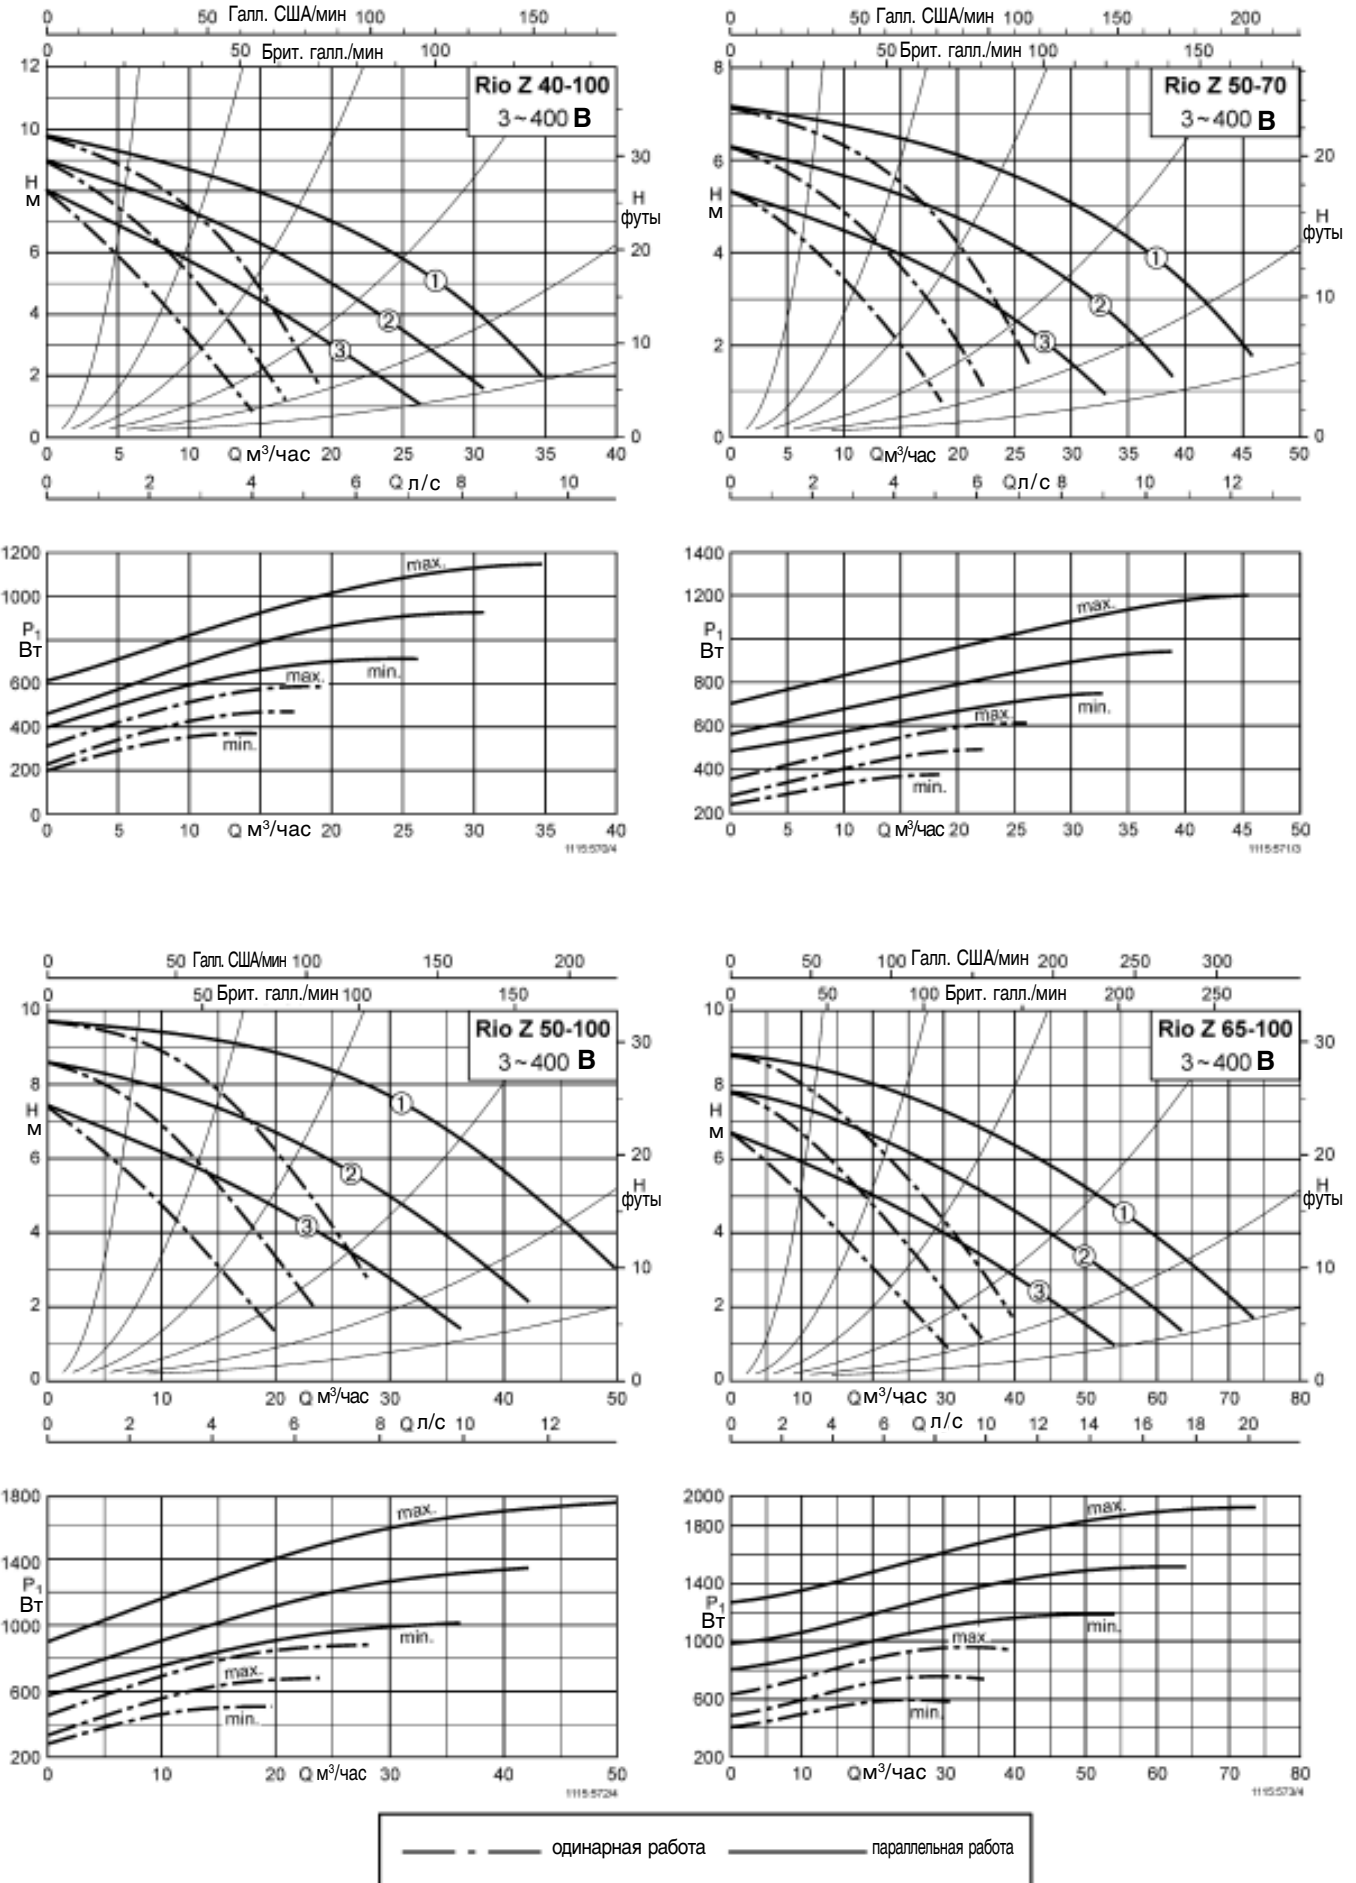 0 50 Галл. США/мин 100 150
0 50 Брит. галл./мин 100
Rio Z 40-100
3~400 В
12
10
H
м
6
4
2
0
30
H
футы
20
10
0
1
2
3
0 5 Q м³/час 15 20 25 30 35 40
0 2 4 6 Q л/с 8 10
1200
1000
P₁
Вт
600
400
200
0
max.
min.
max.
min.
0 5 10 Q м³/час 20 25 30 35 40
1115:570/4
0 50 Галл. США/мин 100 150 200
0 50 Брит. галл./мин 100 150
Rio Z 50-70
3~400 В
8
6
H
м
4
2
0
20
H
футы
10
0
1
2
3
0 5 10 Qм³/час 20 25 30 35 40 45 50
0 2 4 6 Qл/с 8 10 12
1400
1200
P₁
Вт
800
600
400
200
max.
min.
max.
min.
0 5 10 Q м³/час 20 25 30 35 40 45 50
1115:571/3
0 50 Галл. США/мин 100 150 200
0 50 Брит. галл./мин 100 150
Rio Z 50-100
3~400 В
10
8
H
м
6
4
2
0
30
20
H
футы
10
0
1
2
3
0 10 20 Q м³/час 30 40 50
0 2 4 6 8 Q л/с 10 12
1800
1400
P₁
Вт
1000
600
200
max.
min.
max.
min.
0 10 20 Q м³/час 30 40 50
1115:572/4
0 50 100 Галл. США/мин 200 250 300
0 50 100 Брит. галл./мин 200 250
Rio Z 65-100
3~400 В
10
8
H
м
6
4
2
0
30
20
H
футы
10
0
1
2
3
0 10 Q м³/час 30 40 50 60 70 80
0 2 4 6 Q л/с 10 12 14 16 18 20
2000
1800
1400
P₁
Вт
1000
600
200
max.
min.
max.
min.
0 10 Qм³/час 30 40 50 60 70 80
1115:573/4
одинарная работа параллельная работа